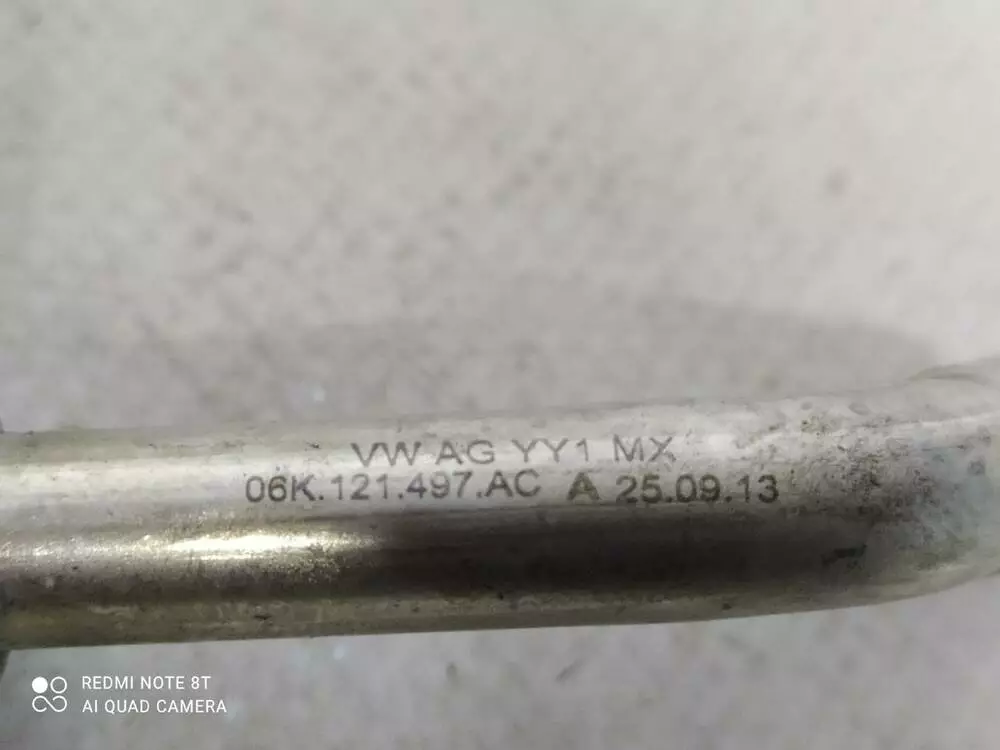 VW AG YY1 MX
06K.121.497.AC A 25.09.13
REDMI NOTE 8T
AI QUAD CAMERA